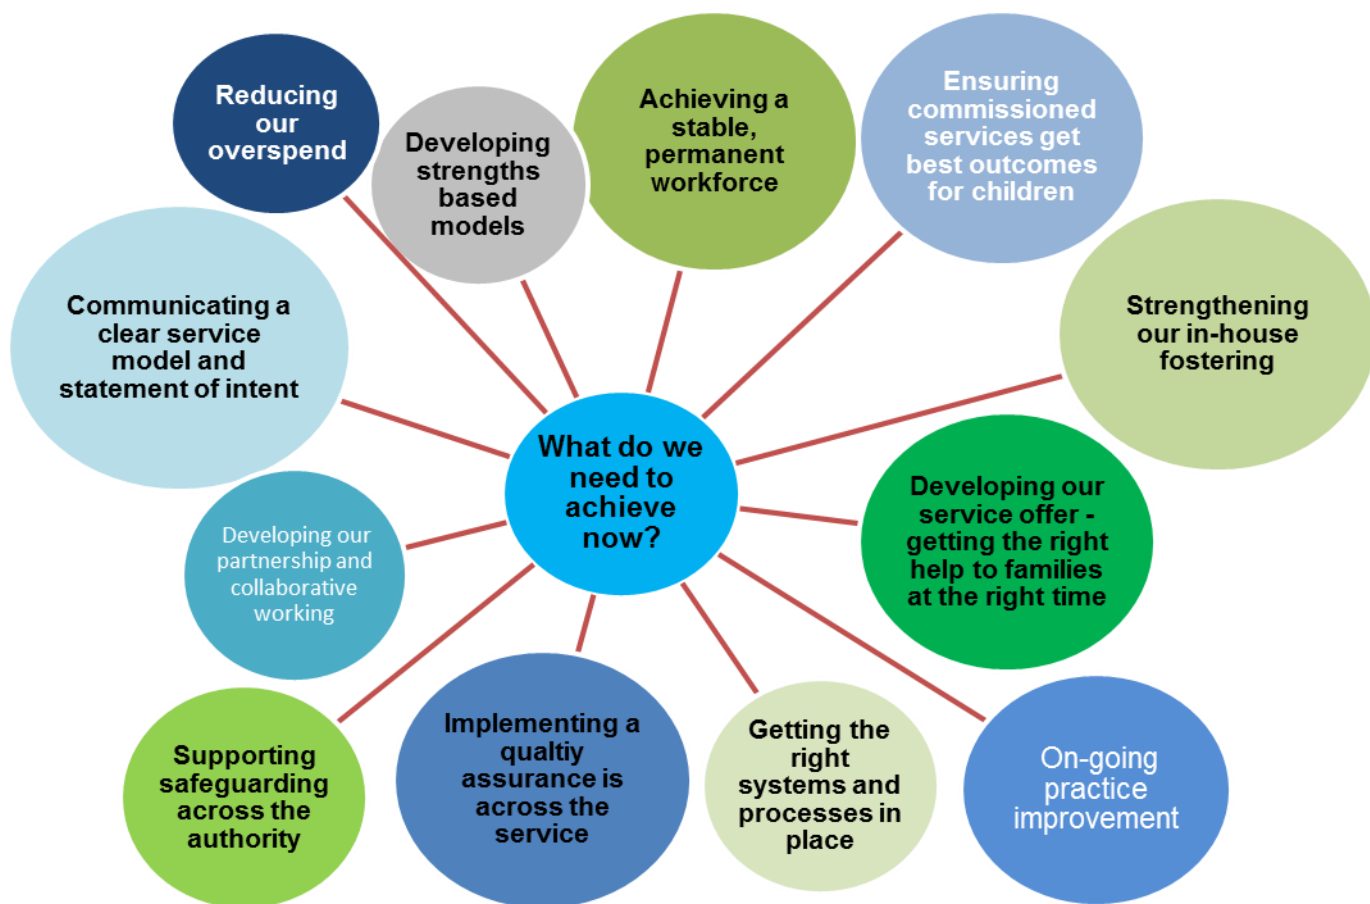 Reducing
our
overspend
Developing
strengths
based
models
Achieving a
stable,
permanent
workforce
Ensuring
commissioned
services get
best outcomes
for children
Communicating a
clear service
model and
statement of intent
Strengthening
our in-house
fostering
What do we
need to
achieve
now?
Developing our
service offer -
getting the right
help to families
at the right time
Developing our
partnership and
collaborative
working
Supporting
safeguarding
across the
authority
Implementing a
qualtiy
assurance is
across the
service
Getting the
right
systems and
processes in
place
On-going
practice
improvement